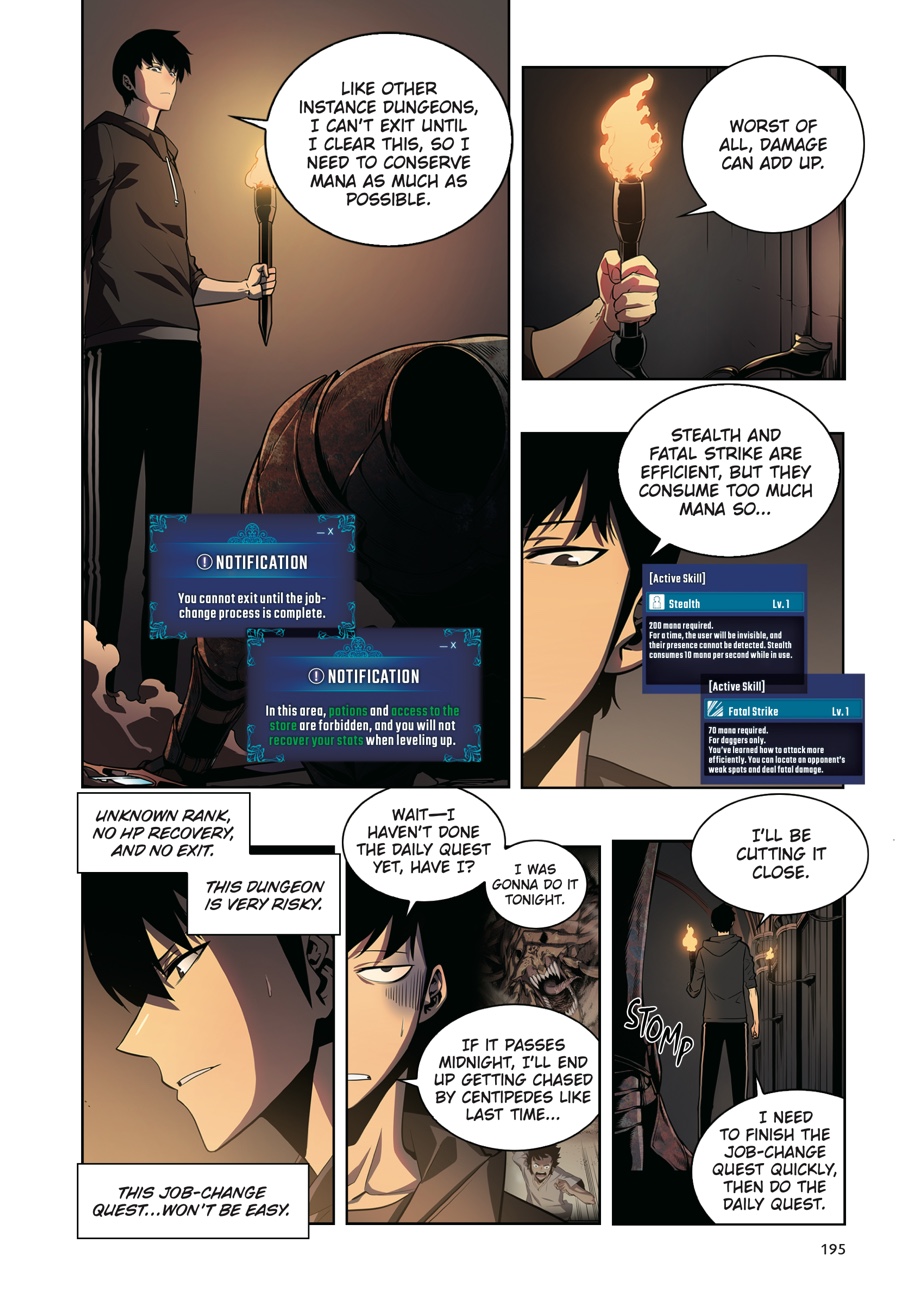 LIKE OTHER
INSTANCE DUNGEONS,
I CAN'T EXIT UNTIL
I CLEAR THIS, SO I
NEED TO CONSERVE
MANA AS MUCH AS
POSSIBLE.
WORST OF
ALL, DAMAGE
CAN ADD UP.
_ X
! NOTIFICATION
You cannot exit until the job-
change process is complete.
_ X
! NOTIFICATION
In this area, potions and access to the
store are forbidden, and you will not
recover your stats when leveling up.
STEALTH AND
FATAL STRIKE ARE
EFFICIENT, BUT THEY
CONSUME TOO MUCH
MANA SO...
[Active Skill]
Stealth Lv. 1
200 mana required.
For a time, the user will be invisible, and
their presence cannot be detected. Stealth
consumes 10 mana per second while in use.
[Active Skill]
Fatal Strike Lv. 1
70 mana required.
For daggers only.
You've learned how to attack more
efficiently. You can locate an opponent's
weak spots and deal fatal damage.
UNKNOWN RANK,
NO HP RECOVERY,
AND NO EXIT.
THIS DUNGEON
IS VERY RISKY.
THIS JOB-CHANGE
QUEST...WON'T BE EASY.
WAIT—I
HAVEN'T DONE
THE DAILY QUEST
YET, HAVE I?
I WAS
GONNA DO IT
TONIGHT.
IF IT PASSES
MIDNIGHT, I'LL END
UP GETTING CHASED
BY CENTIPEDES LIKE
LAST TIME...
I'LL BE
CUTTING IT
CLOSE.
STOMP
I NEED
TO FINISH THE
JOB-CHANGE
QUEST QUICKLY,
THEN DO THE
DAILY QUEST.
195